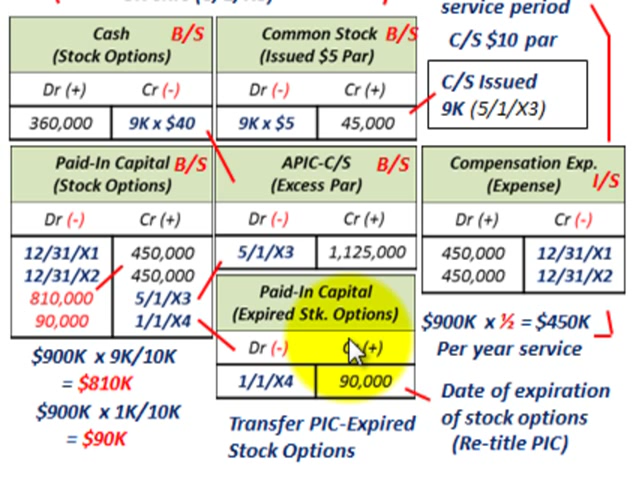 service period
Cash B/S
(Stock Options)
Dr (+) Cr (-)
360,000 9K x $40
Common Stock B/S
(Issued $5 Par)
Dr (-) Cr (+)
9K x $5 45,000
C/S $10 par
C/S Issued
9K (5/1/X3)
Paid-In Capital B/S
(Stock Options)
Dr (-) Cr (+)
12/31/X1 450,000
12/31/X2 450,000
810,000 5/1/X3
90,000 1/1/X4
$900K x 9K/10K
= $810K
$900K x 1K/10K
= $90K
APIC-C/S B/S
(Excess Par)
Dr (-) Cr (+)
5/1/X3 1,125,000
Paid-In Capital
(Expired Stk. Options)
Dr (-) (+)
1/1/X4 90,000
Transfer PIC-Expired
Stock Options
Compensation Exp.
(Expense) I/S
Dr (+) Cr (-)
450,000 12/31/X1
450,000 12/31/X2
$900K x ½ = $450K
Per year service
Date of expiration
of stock options
(Re-title PIC)